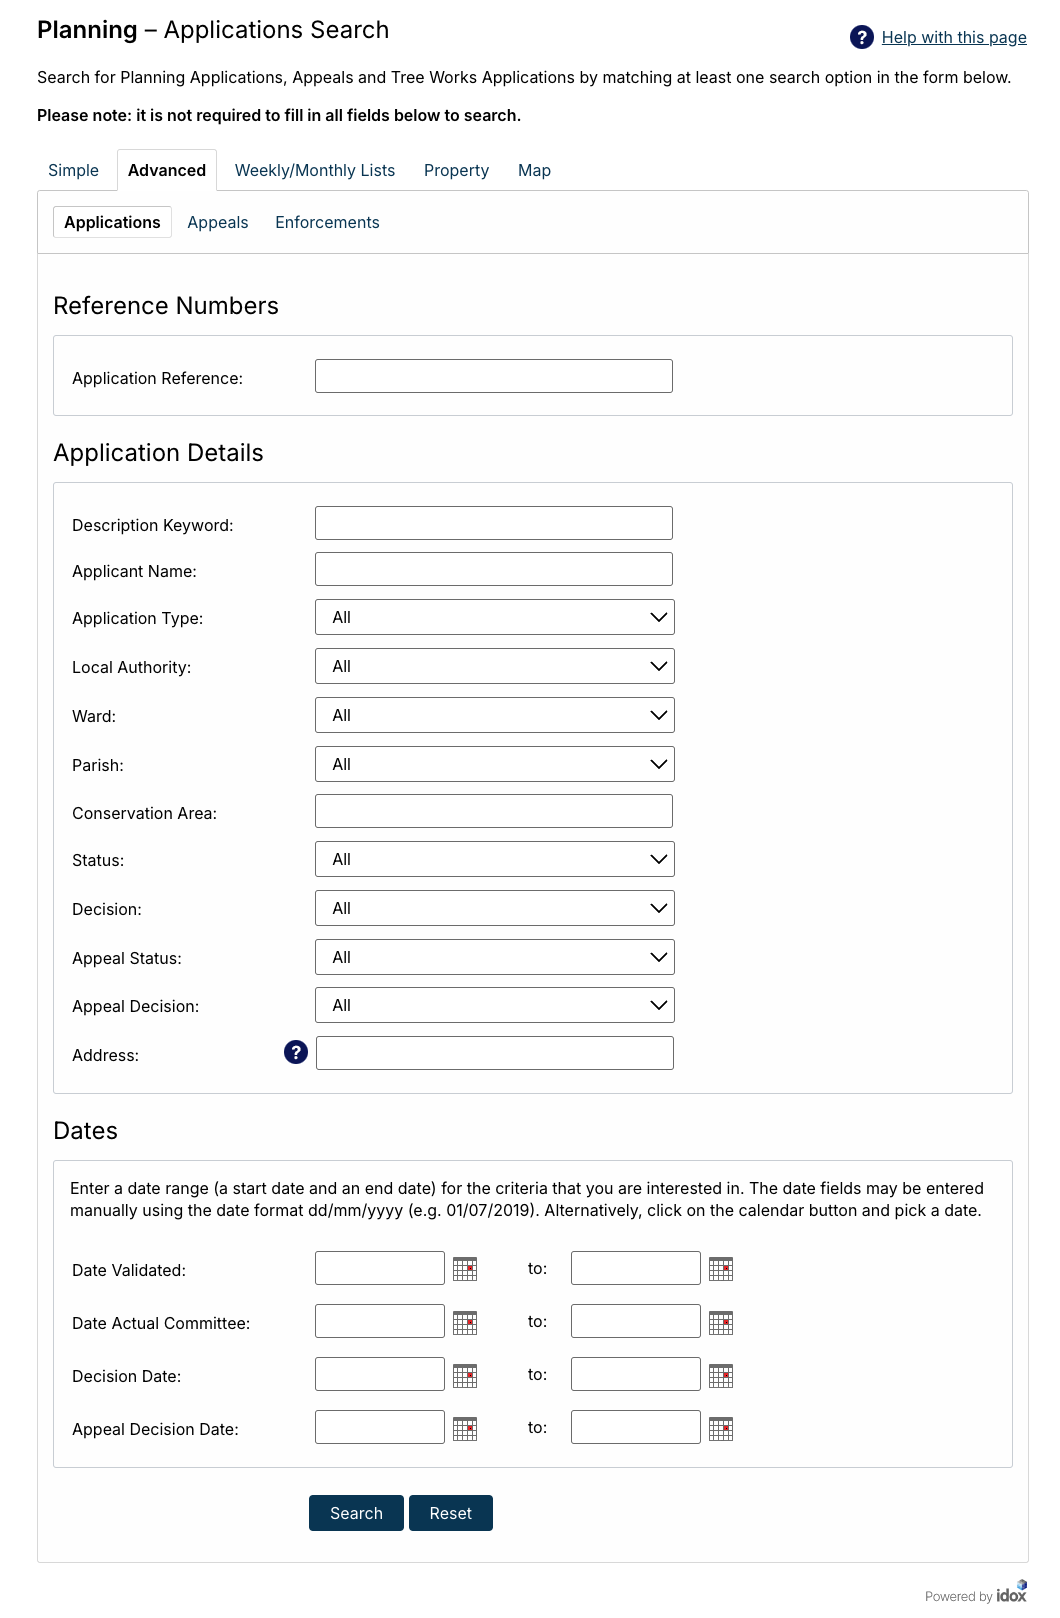 Planning – Applications Search
? Help with this page
Search for Planning Applications, Appeals and Tree Works Applications by matching at least one search option in the form below.
Please note: it is not required to fill in all fields below to search.
Simple Advanced Weekly/Monthly Lists Property Map
Applications Appeals Enforcements
Reference Numbers
Application Reference:
Application Details
Description Keyword:
Applicant Name:
Application Type: All
Local Authority: All
Ward: All
Parish: All
Conservation Area:
Status: All
Decision: All
Appeal Status: All
Appeal Decision: All
Address: ?
Dates
Enter a date range (a start date and an end date) for the criteria that you are interested in. The date fields may be entered
manually using the date format dd/mm/yyyy (e.g. 01/07/2019). Alternatively, click on the calendar button and pick a date.
Date Validated: to:
Date Actual Committee: to:
Decision Date: to:
Appeal Decision Date: to:
Search Reset
Powered by idox